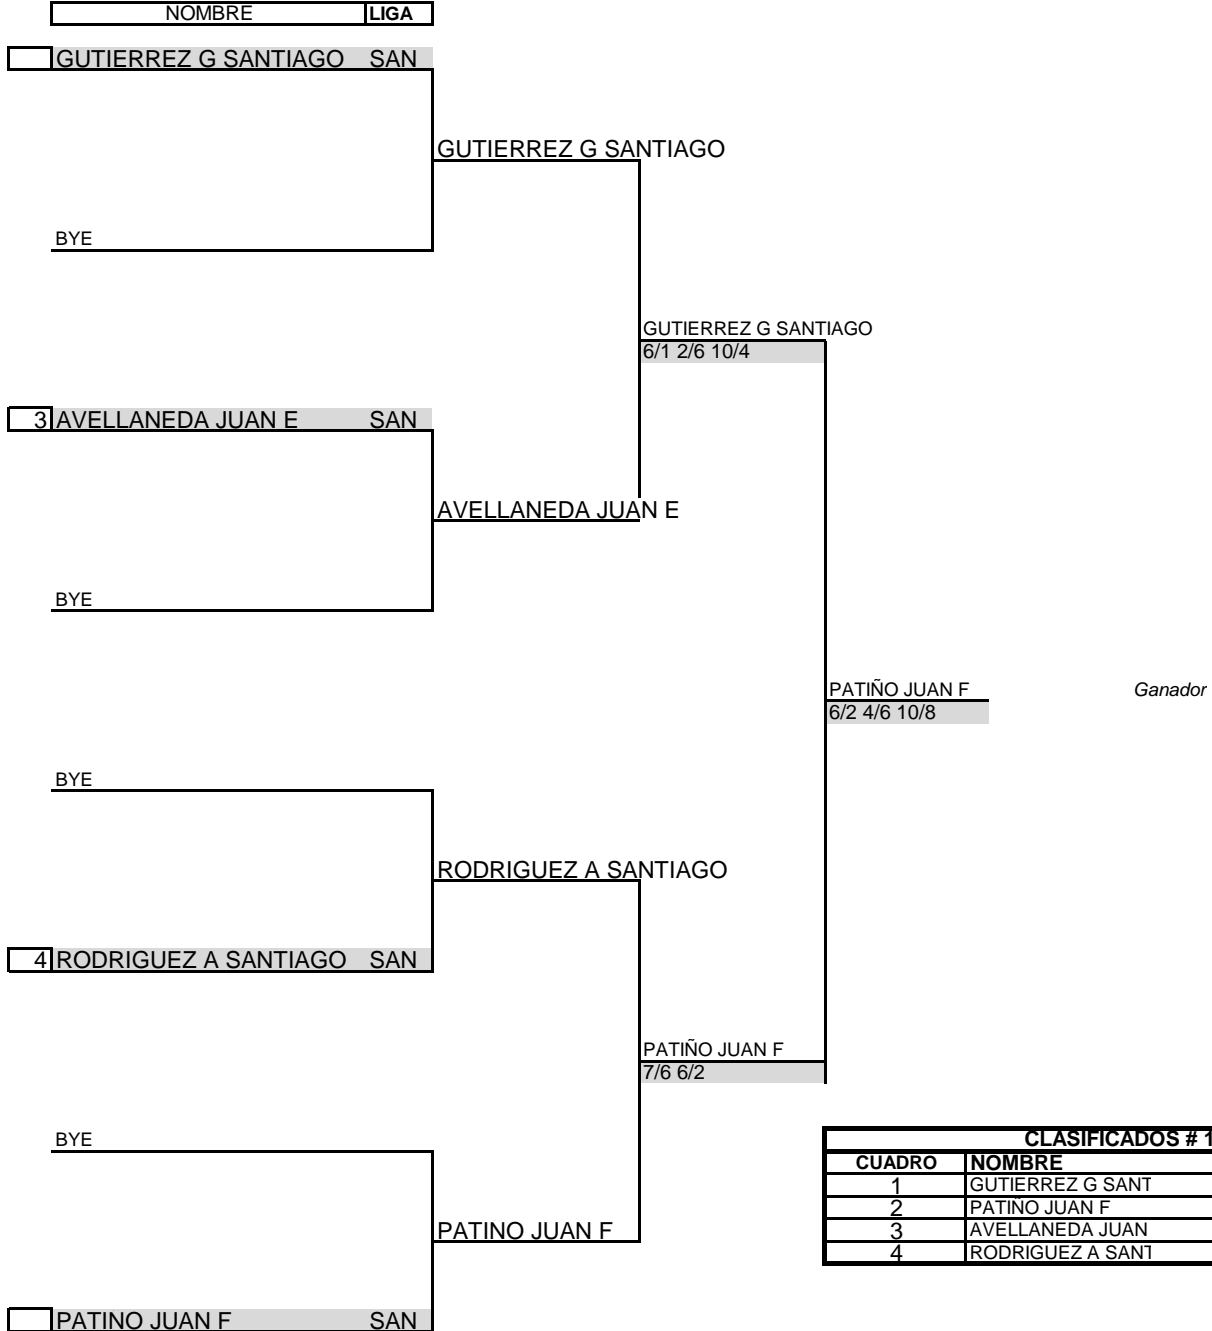 NOMBRE LIGA
GUTIERREZ G SANTIAGO SAN
GUTIERREZ G SANTIAGO
BYE
GUTIERREZ G SANTIAGO
6/1 2/6 10/4
3 AVELLANEDA JUAN E SAN
AVELLANEDA JUAN E
BYE
PATIÑO JUAN F Ganador
6/2 4/6 10/8
BYE
RODRIGUEZ A SANTIAGO
4 RODRIGUEZ A SANTIAGO SAN
PATIÑO JUAN F
7/6 6/2
BYE
CLASIFICADOS # 1
CUADRO NOMBRE
1 GUTIERREZ G SANT
2 PATIÑO JUAN F
3 AVELLANEDA JUAN
4 RODRIGUEZ A SANT
PATINO JUAN F
PATINO JUAN F SAN